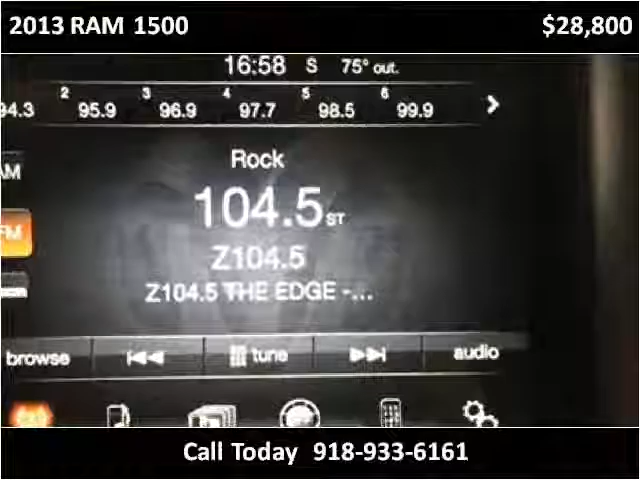 2013 RAM 1500 $28,800
16:58 S 75° out.
2 3 4 5 6
94.3 95.9 96.9 97.7 98.5 99.9
AM
Rock
104.5 ST
FM
Z104.5
Z104.5 THE EDGE -...
browse tune audio
Call Today 918-933-6161